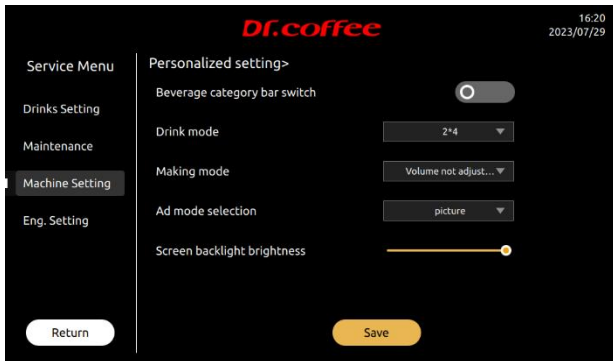 Dr.coffee
16:20
2023/07/29
Service Menu
Drinks Setting
Maintenance
Machine Setting
Eng. Setting
Return
Personalized setting>
Beverage category bar switch
Drink mode
2*4
Making mode
Volume not adjust...
Ad mode selection
picture
Screen backlight brightness
Save